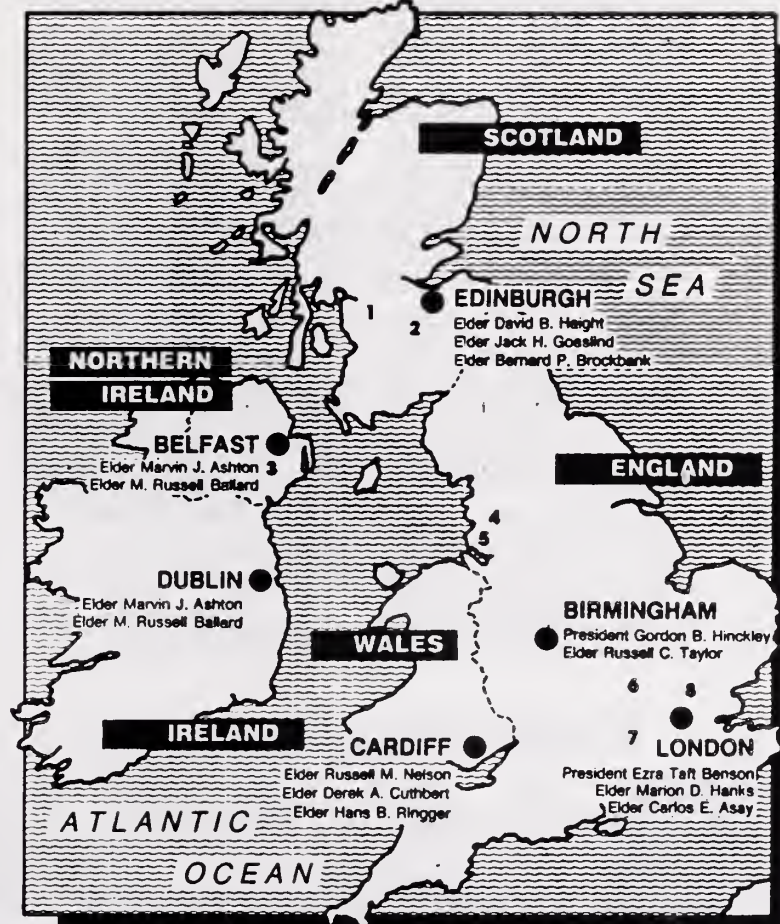 SCOTLAND
NORTH
SEA
EDINBURGH
Elder David B. Haight
Elder Jack H. Gosslind
Elder Bernard P. Brockbank
1
2
NORTHERN
IRELAND
BELFAST
Elder Marvin J. Ashton 3
Elder M. Russell Ballard
ENGLAND
4
5
DUBLIN
Elder Marvin J. Ashton
Elder M. Russell Ballard
BIRMINGHAM
President Gordon B. Hinckley
Elder Russell C. Taylor
WALES
6
8
7
IRELAND
CARDIFF
Elder Russell M. Nelson
Elder Derek A. Cuthbert
Elder Hans B. Ringger
LONDON
President Ezra Taft Benson
Elder Marion D. Hanks
Elder Carlos E. Asay
ATLANTIC
OCEAN